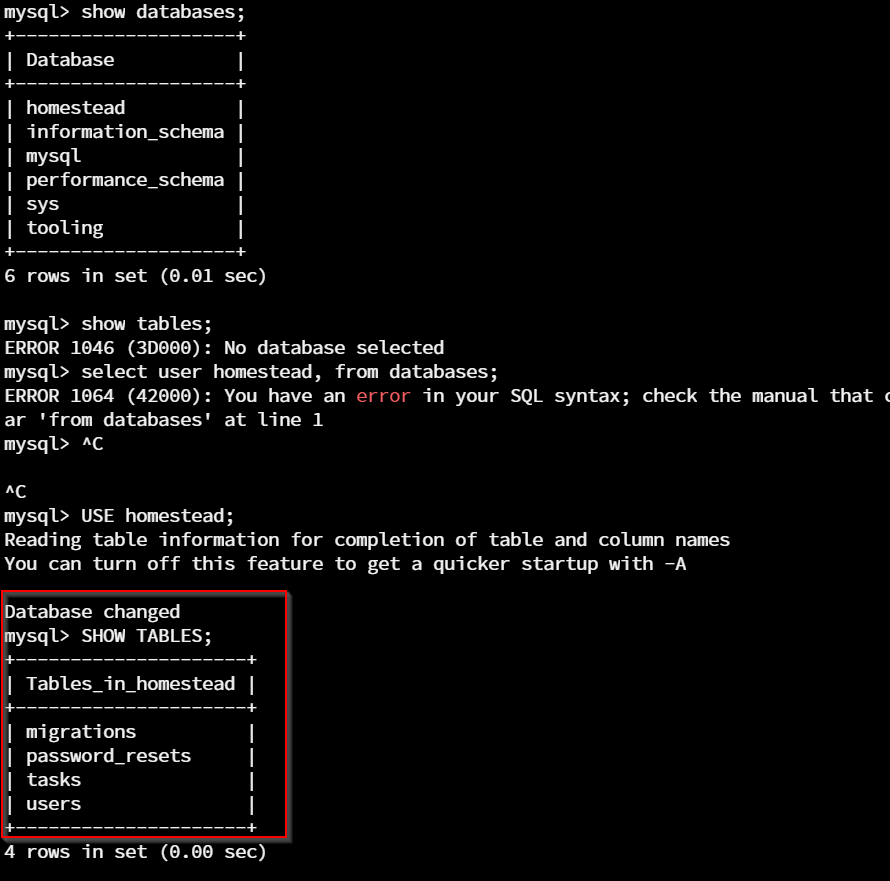 mysql> show databases;
+--------------------+
| Database           |
+--------------------+
| homestead          |
| information_schema |
| mysql              |
| performance_schema |
| sys                |
| tooling            |
+--------------------+
6 rows in set (0.01 sec)
mysql> show tables;
ERROR 1046 (3D000): No database selected
mysql> select user homestead, from databases;
ERROR 1064 (42000): You have an error in your SQL syntax; check the manual that
ar 'from databases' at line 1
mysql> ^C
^C
mysql> USE homestead;
Reading table information for completion of table and column names
You can turn off this feature to get a quicker startup with -A
Database changed
mysql> SHOW TABLES;
+---------------------+
| Tables_in_homestead |
+---------------------+
| migrations          |
| password_resets     |
| tasks               |
| users               |
+---------------------+
4 rows in set (0.00 sec)